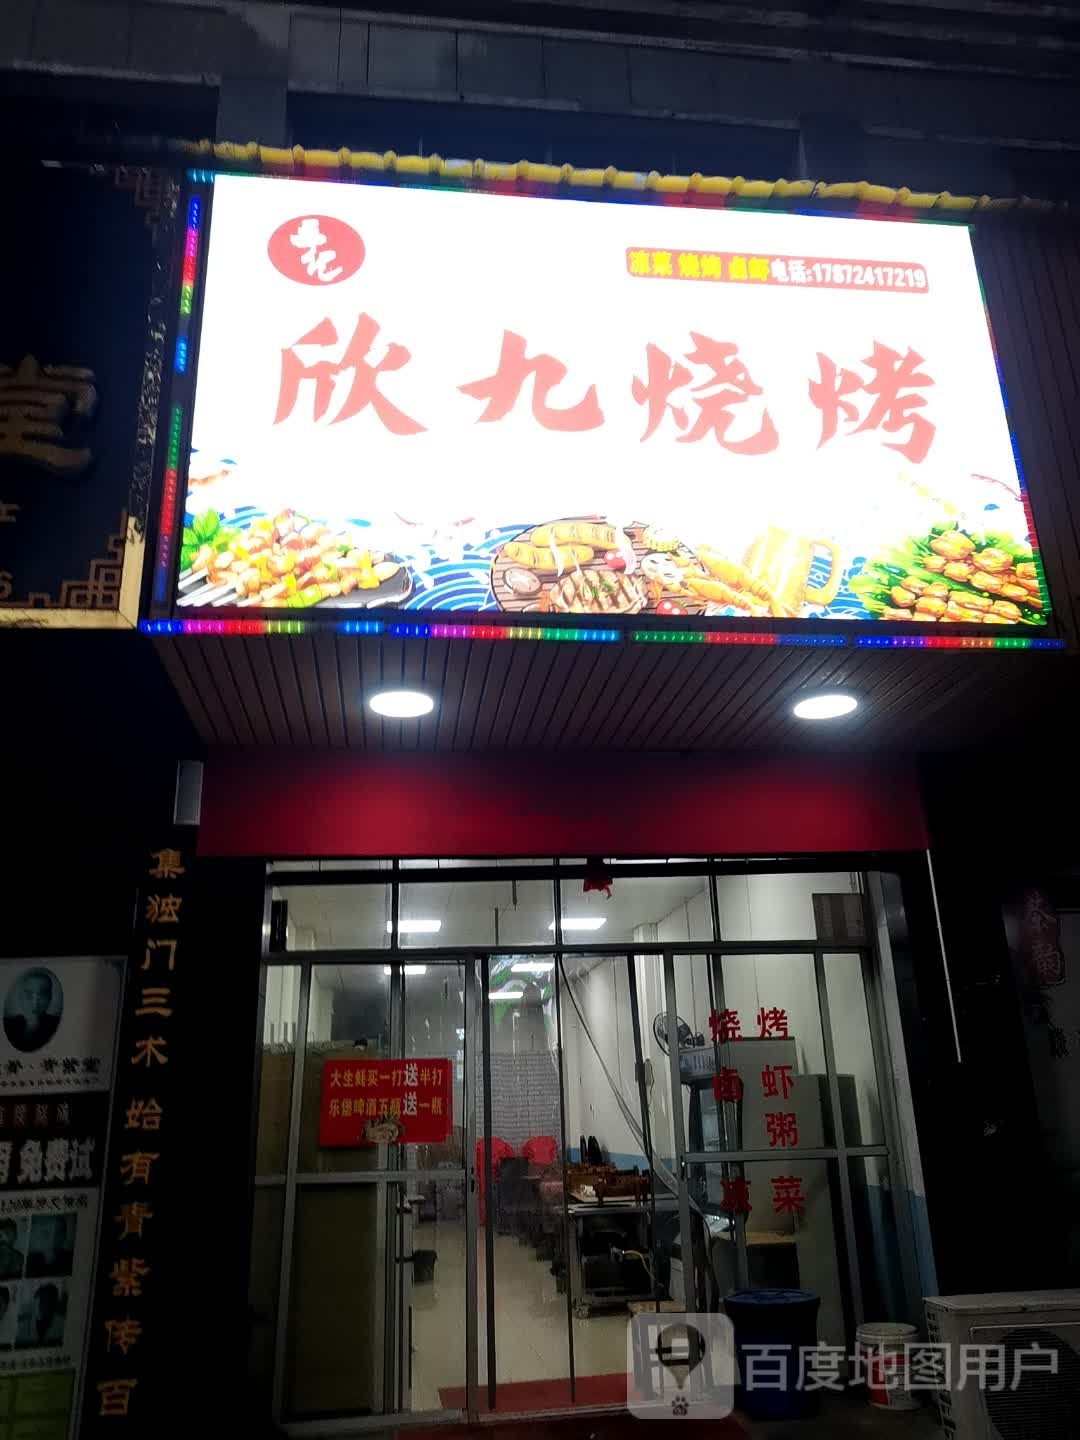 凉菜 烧烤 卤虾 电话:17872417219
欣九烧烤
集独门三术 始有青紫传百
大生蚝买一打送半打
乐堡啤酒五瓶送一瓶
烧烤
卤虾
粥
凉菜
免费试
百度地图用户